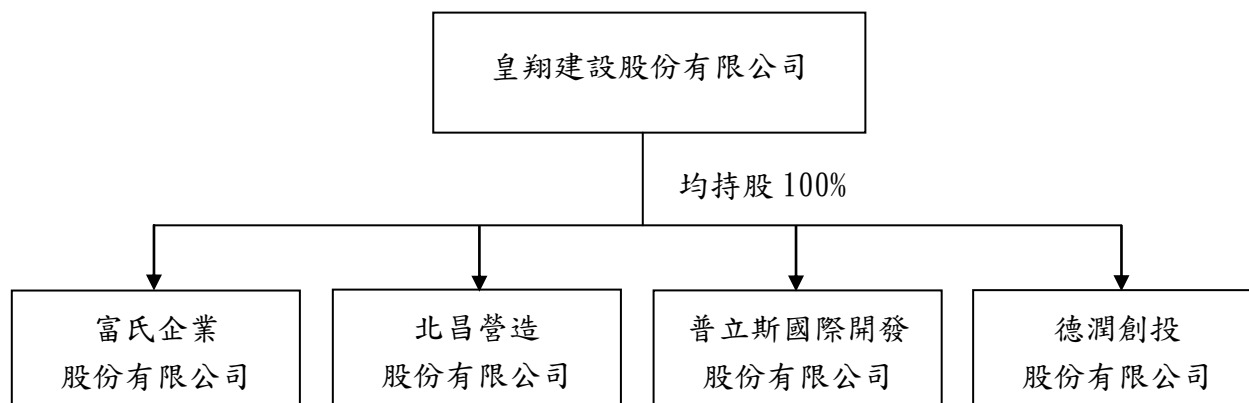 皇翔建設股份有限公司
均持股 100%
富氏企業
股份有限公司
北昌營造
股份有限公司
普立斯國際開發
股份有限公司
德潤創投
股份有限公司